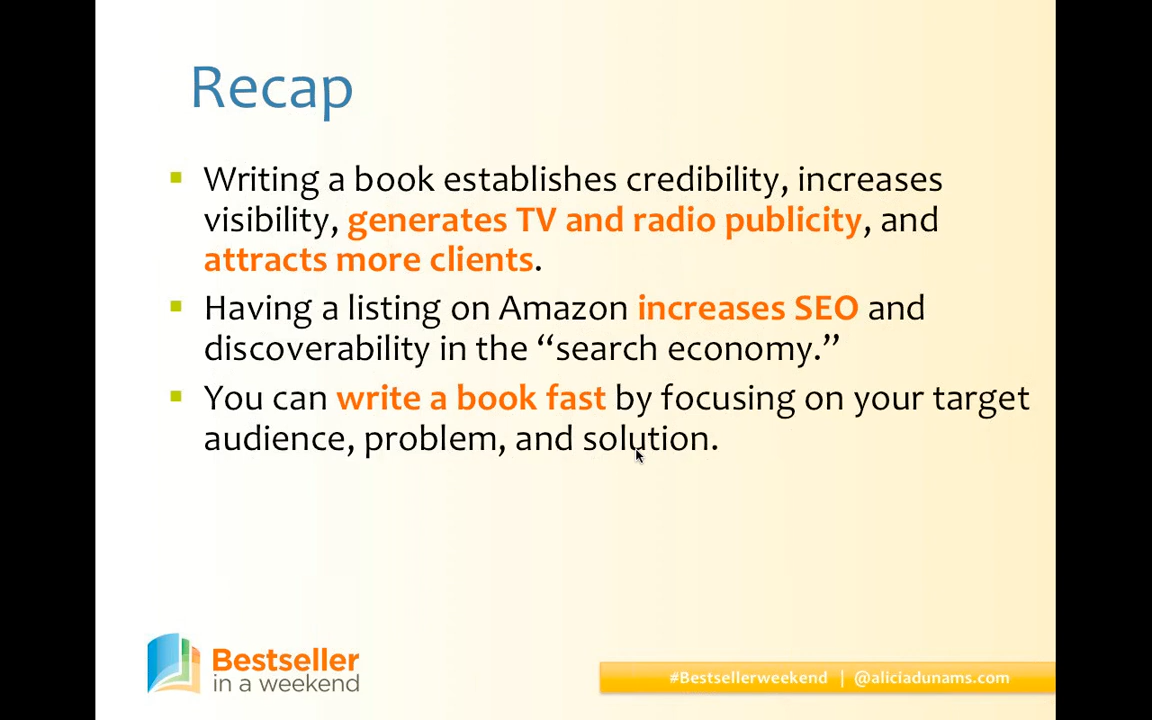 Recap
Writing a book establishes credibility, increases
visibility, generates TV and radio publicity, and
attracts more clients.
Having a listing on Amazon increases SEO and
discoverability in the “search economy.”
You can write a book fast by focusing on your target
audience, problem, and solution.
Bestseller
in a weekend
#Bestsellerweekend | @aliciadunams.com